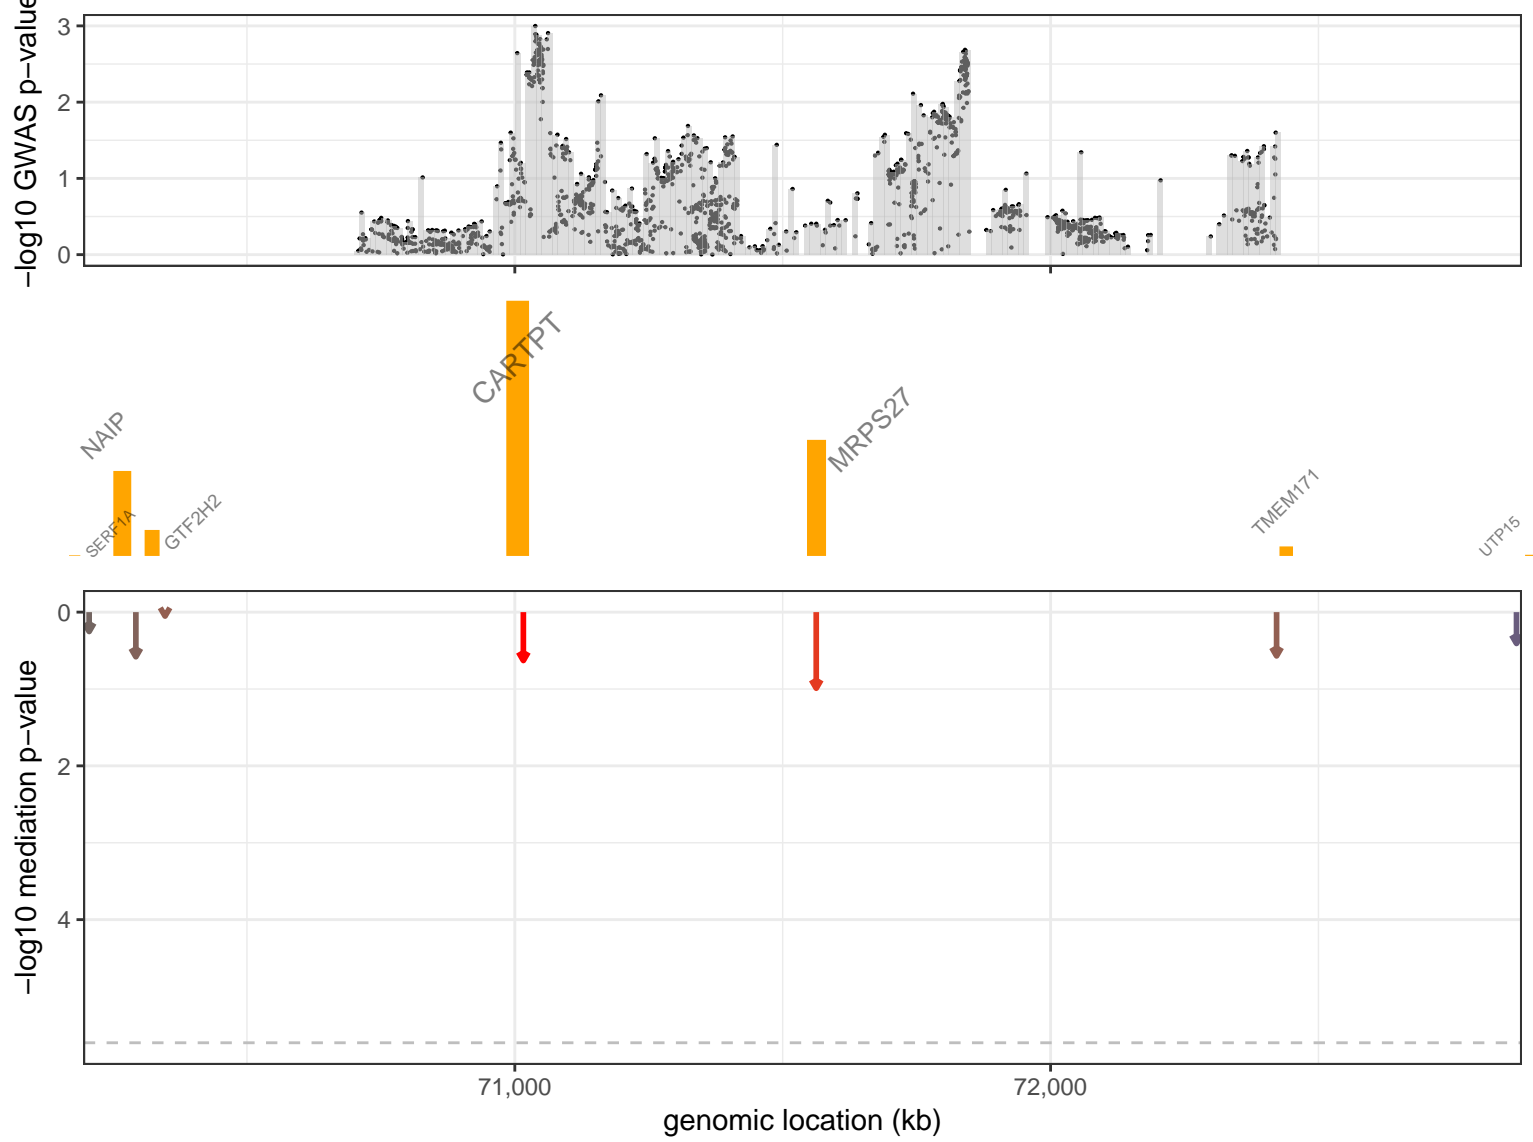 −log10 GWAS p−value
3
2
1
0
CARTPT
NAIP
MRPS27
SERF1A
GTF2H2
TMEM171
UTP15
−log10 mediation p−value
0
2
4
71,000
72,000
genomic location (kb)